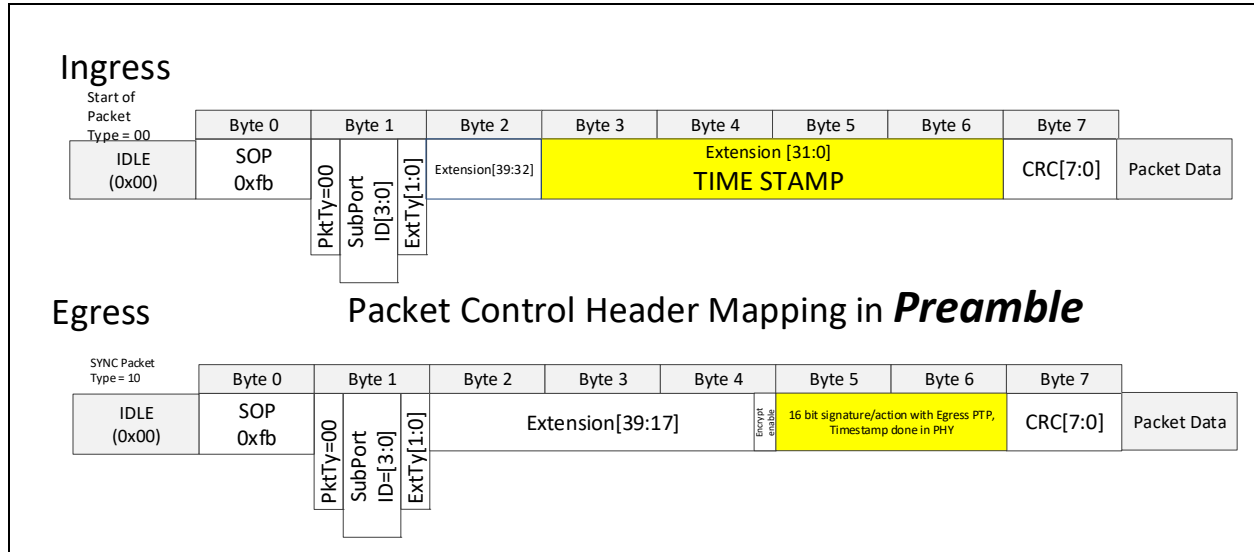 Ingress
Start of
Packet
Type = 00
Byte 0
Byte 1
Byte 2
Byte 3
Byte 4
Byte 5
Byte 6
Byte 7
IDLE
(0x00)
SOP
0xfb
PktTy=00
SubPort
ID[3:0]
ExtTy[1:0]
Extension[39:32]
Extension [31:0]
TIME STAMP
CRC[7:0]
Packet Data
Egress
Packet Control Header Mapping in Preamble
SYNC Packet
Type = 10
Byte 0
Byte 1
Byte 2
Byte 3
Byte 4
Byte 5
Byte 6
Byte 7
IDLE
(0x00)
SOP
0xfb
PktTy=00
SubPort
ID=[3:0]
ExtTy[1:0]
Extension[39:17]
Encrypt
enable
16 bit signature/action with Egress PTP,
Timestamp done in PHY
CRC[7:0]
Packet Data